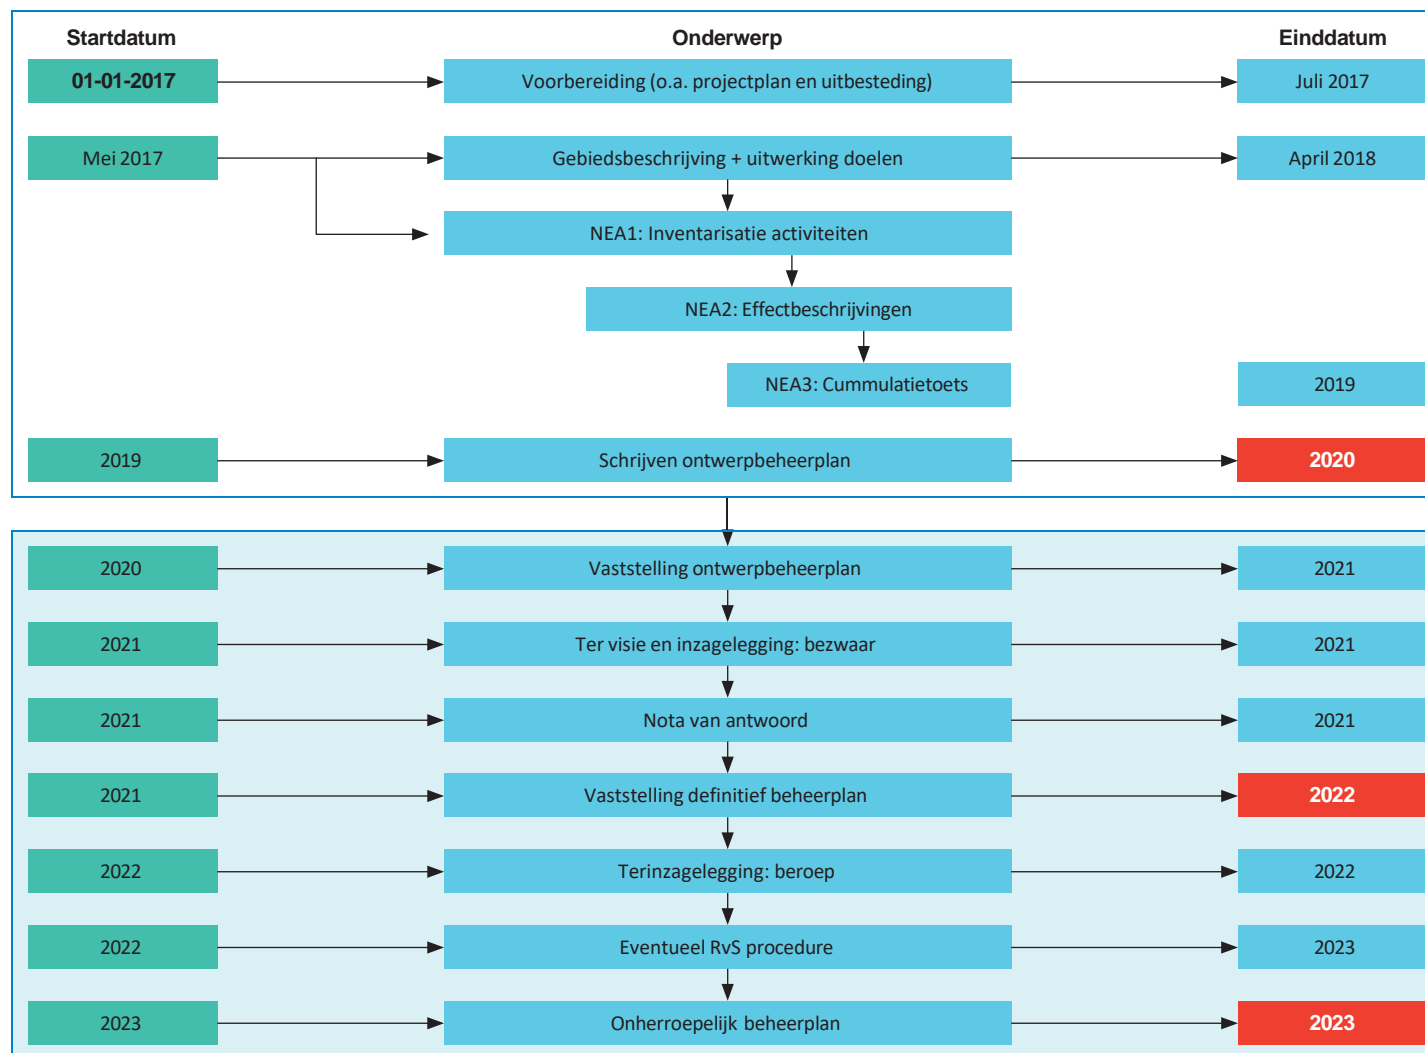 Startdatum Onderwerp Einddatum
01-01-2017 Voorbereiding (o.a. projectplan en uitbesteding) Juli 2017
Mei 2017 Gebiedsbeschrijving + uitwerking doelen April 2018
NEA1: Inventarisatie activiteiten
NEA2: Effectbeschrijvingen
NEA3: Cummulatietoets 2019
2019 Schrijven ontwerpbeheerplan 2020
2020 Vaststelling ontwerpbeheerplan 2021
2021 Ter visie en inzagelegging: bezwaar 2021
2021 Nota van antwoord 2021
2021 Vaststelling definitief beheerplan 2022
2022 Terinzagelegging: beroep 2022
2022 Eventueel RvS procedure 2023
2023 Onherroepelijk beheerplan 2023